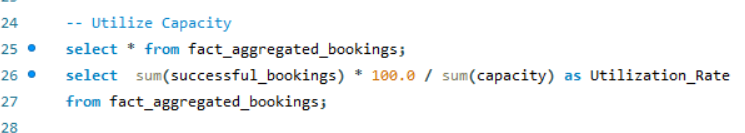 24 -- Utilize Capacity
25 select * from fact_aggregated_bookings;
26 select  sum(successful_bookings) * 100.0 / sum(capacity) as Utilization_Rate
27 from fact_aggregated_bookings;
28